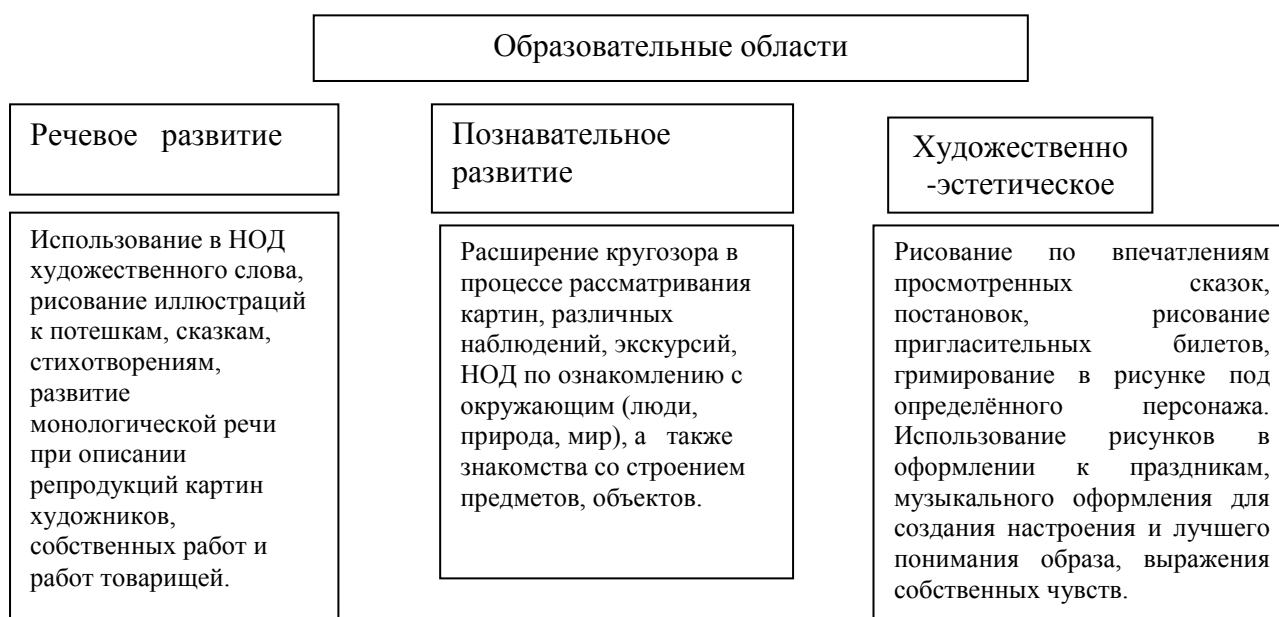 Образовательные области
Речевое развитие
Использование в НОД
художественного слова,
рисование иллюстраций
к потешкам, сказкам,
стихотворениям,
развитие
монологической речи
при описании
репродукций картин
художников,
собственных работ и
работ товарищей.
Познавательное
развитие
Расширение кругозора в
процессе рассматривания
картин, различных
наблюдений, экскурсий,
НОД по ознакомлению с
окружающим (люди,
природа, мир), а также
знакомства со строением
предметов, объектов.
Художественно
-эстетическое
Рисование по впечатлениям
просмотренных сказок,
постановок, рисование
пригласительных билетов,
гримирование в рисунке под
определённого персонажа.
Использование рисунков в
оформлении к праздникам,
музыкального оформления для
создания настроения и лучшего
понимания образа, выражения
собственных чувств.